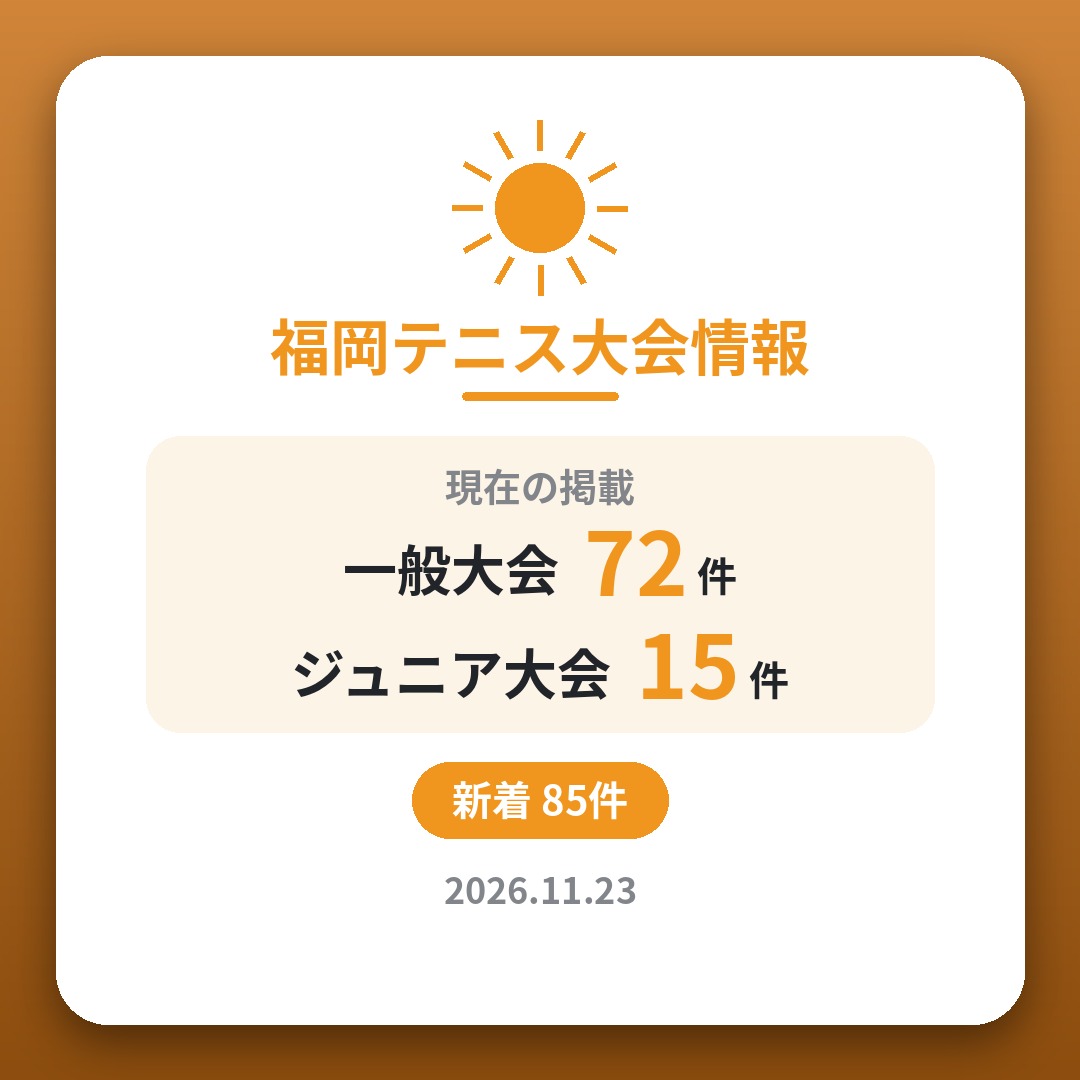 福岡テニス大会情報
現在の掲載
一般大会 72 件
ジュニア大会 15 件
新着 85件
2026.11.23